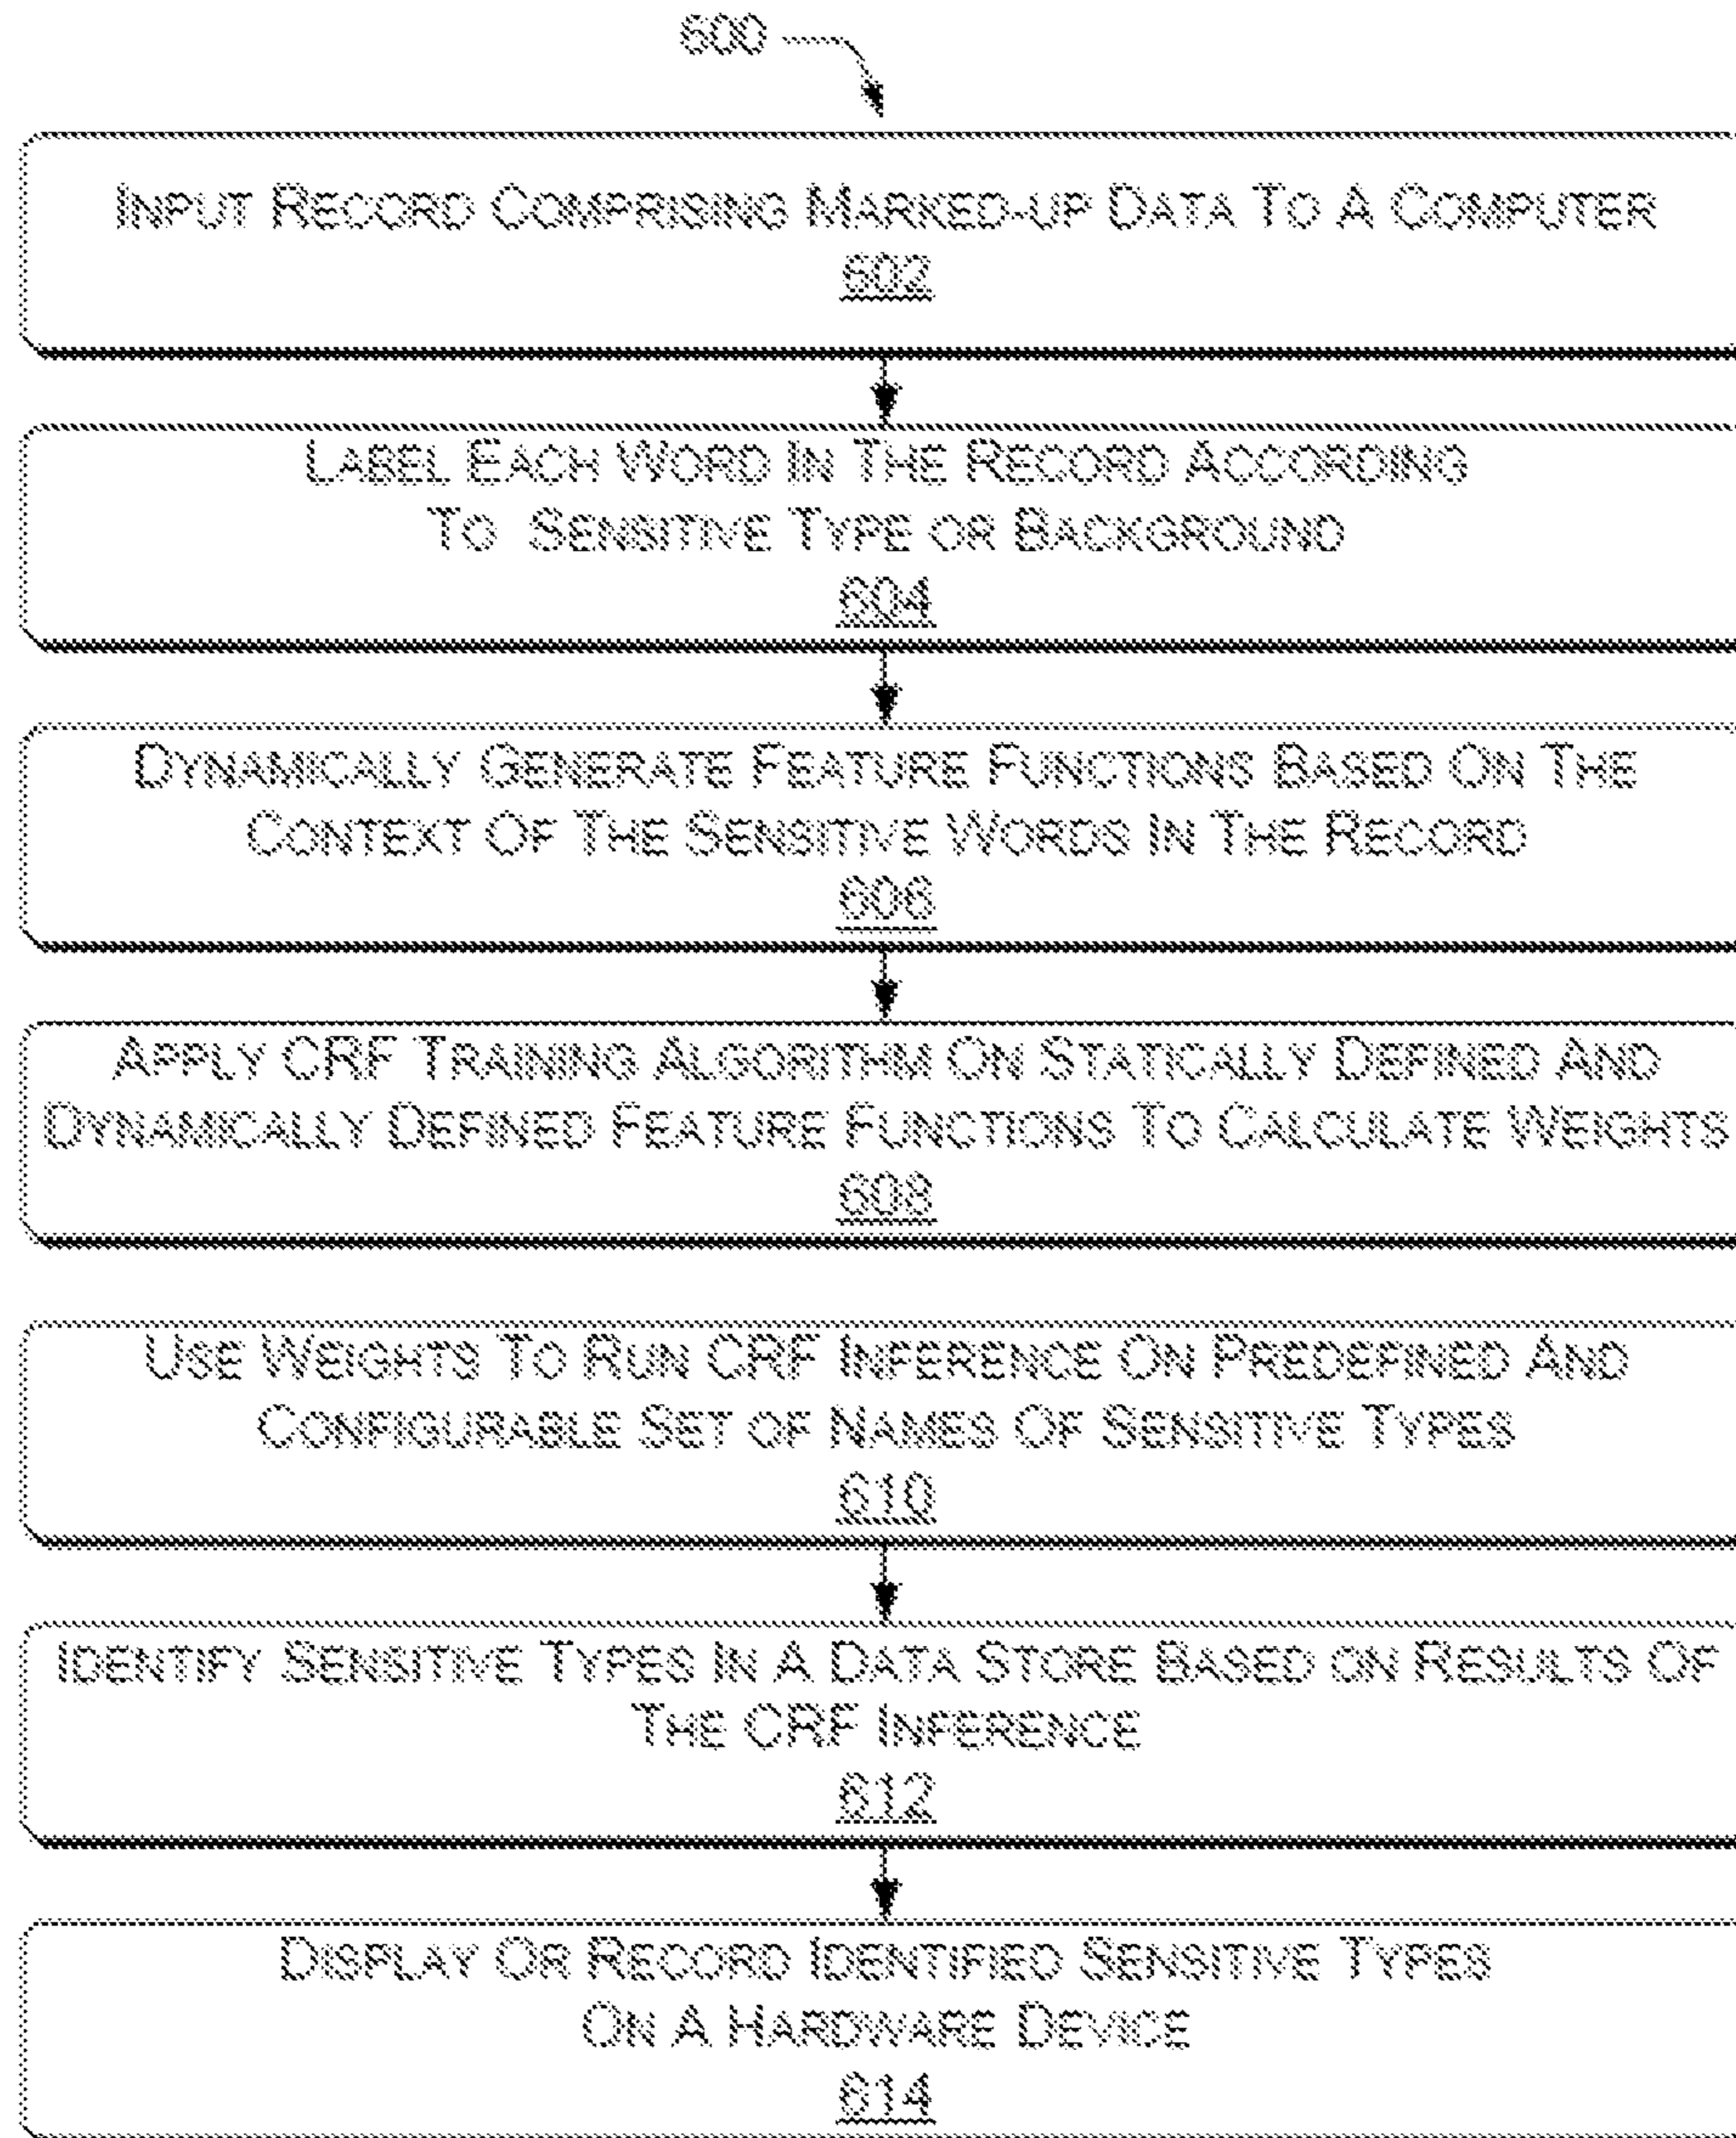 600
INPUT RECORD COMPRISING MARKED-UP DATA TO A COMPUTER
602
LABEL EACH WORD IN THE RECORD ACCORDING
TO SENSITIVE TYPE OR BACKGROUND
604
DYNAMICALLY GENERATE FEATURE FUNCTIONS BASED ON THE
CONTEXT OF THE SENSITIVE WORDS IN THE RECORD
606
APPLY CRF TRAINING ALGORITHM ON STATICALLY DEFINED AND
DYNAMICALLY DEFINED FEATURE FUNCTIONS TO CALCULATE WEIGHTS
608
USE WEIGHTS TO RUN CRF INFERENCE ON PREDEFINED AND
CONFIGURABLE SET OF NAMES OF SENSITIVE TYPES
610
IDENTIFY SENSITIVE TYPES IN A DATA STORE BASED ON RESULTS OF
THE CRF INFERENCE
612
DISPLAY OR RECORD IDENTIFIED SENSITIVE TYPES
ON A HARDWARE DEVICE
614